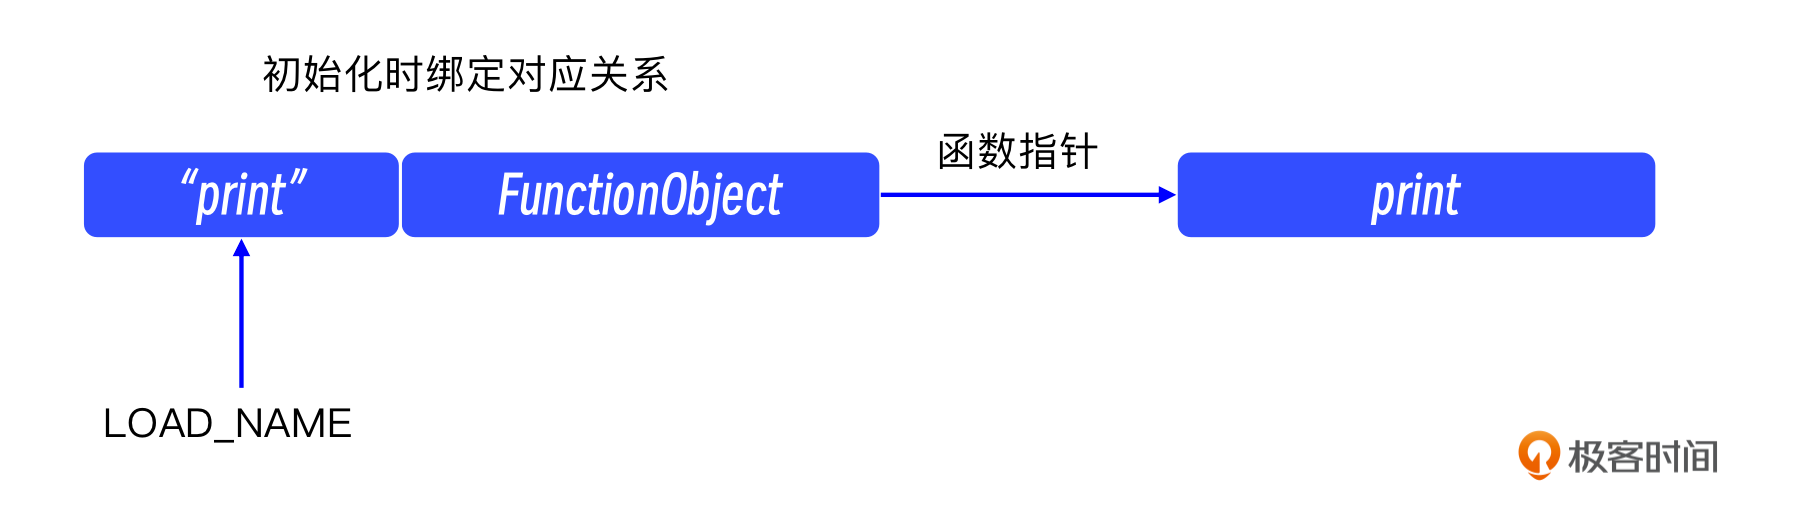 初始化时绑定对应关系
函数指针
“print”
FunctionObject
print
LOAD_NAME
极客时间